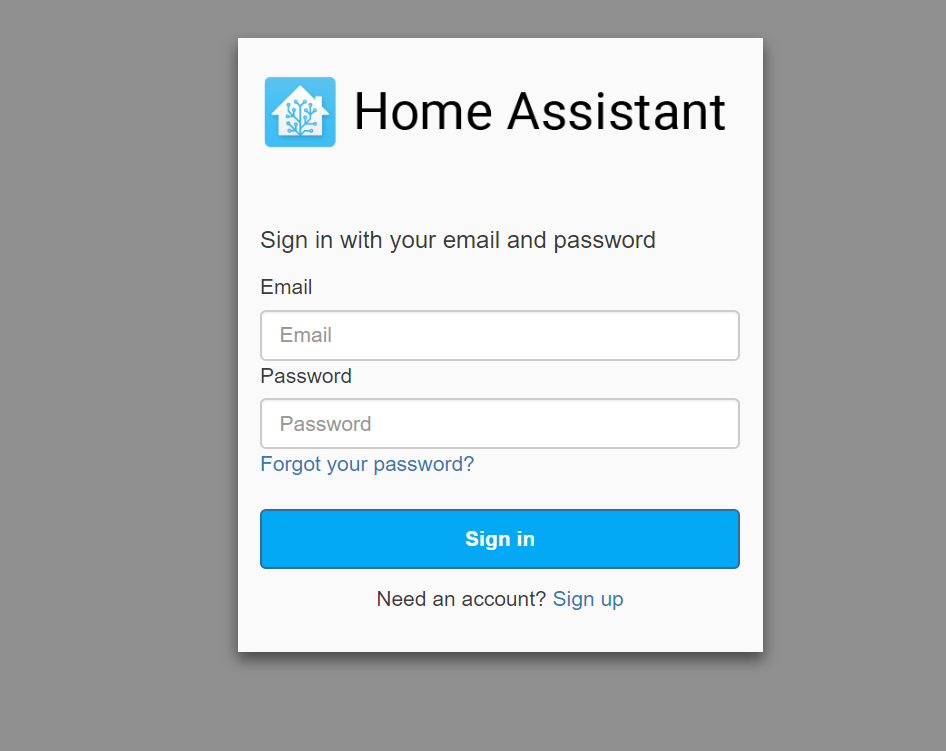 Home Assistant
Sign in with your email and password
Email
Email
Password
Password
Forgot your password?
Sign in
Need an account? Sign up